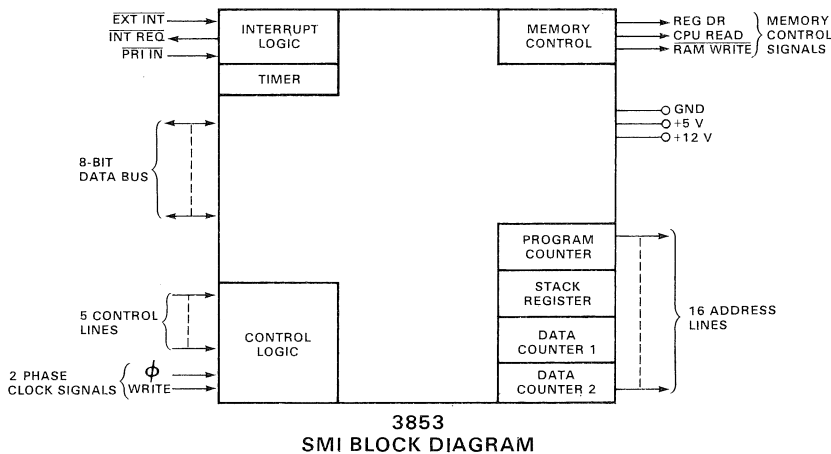 EXT INT
INT REQ
PRI IN
INTERRUPT
LOGIC
TIMER
MEMORY
CONTROL
REG DR
CPU READ
RAM WRITE
MEMORY
CONTROL
SIGNALS
GND
+5 V
+12 V
8-BIT
DATA BUS
PROGRAM
COUNTER
STACK
REGISTER
DATA
COUNTER 1
DATA
COUNTER 2
16 ADDRESS
LINES
5 CONTROL
LINES
CONTROL
LOGIC
2 PHASE
CLOCK SIGNALS
ϕ
WRITE
3853
SMI BLOCK DIAGRAM